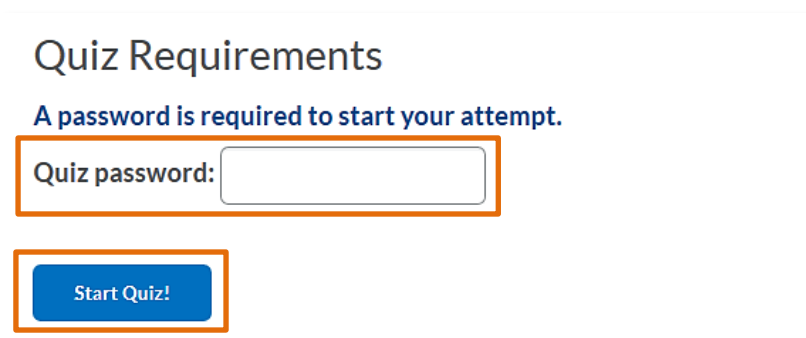 Quiz Requirements
A password is required to start your attempt.
Quiz password:
Start Quiz!